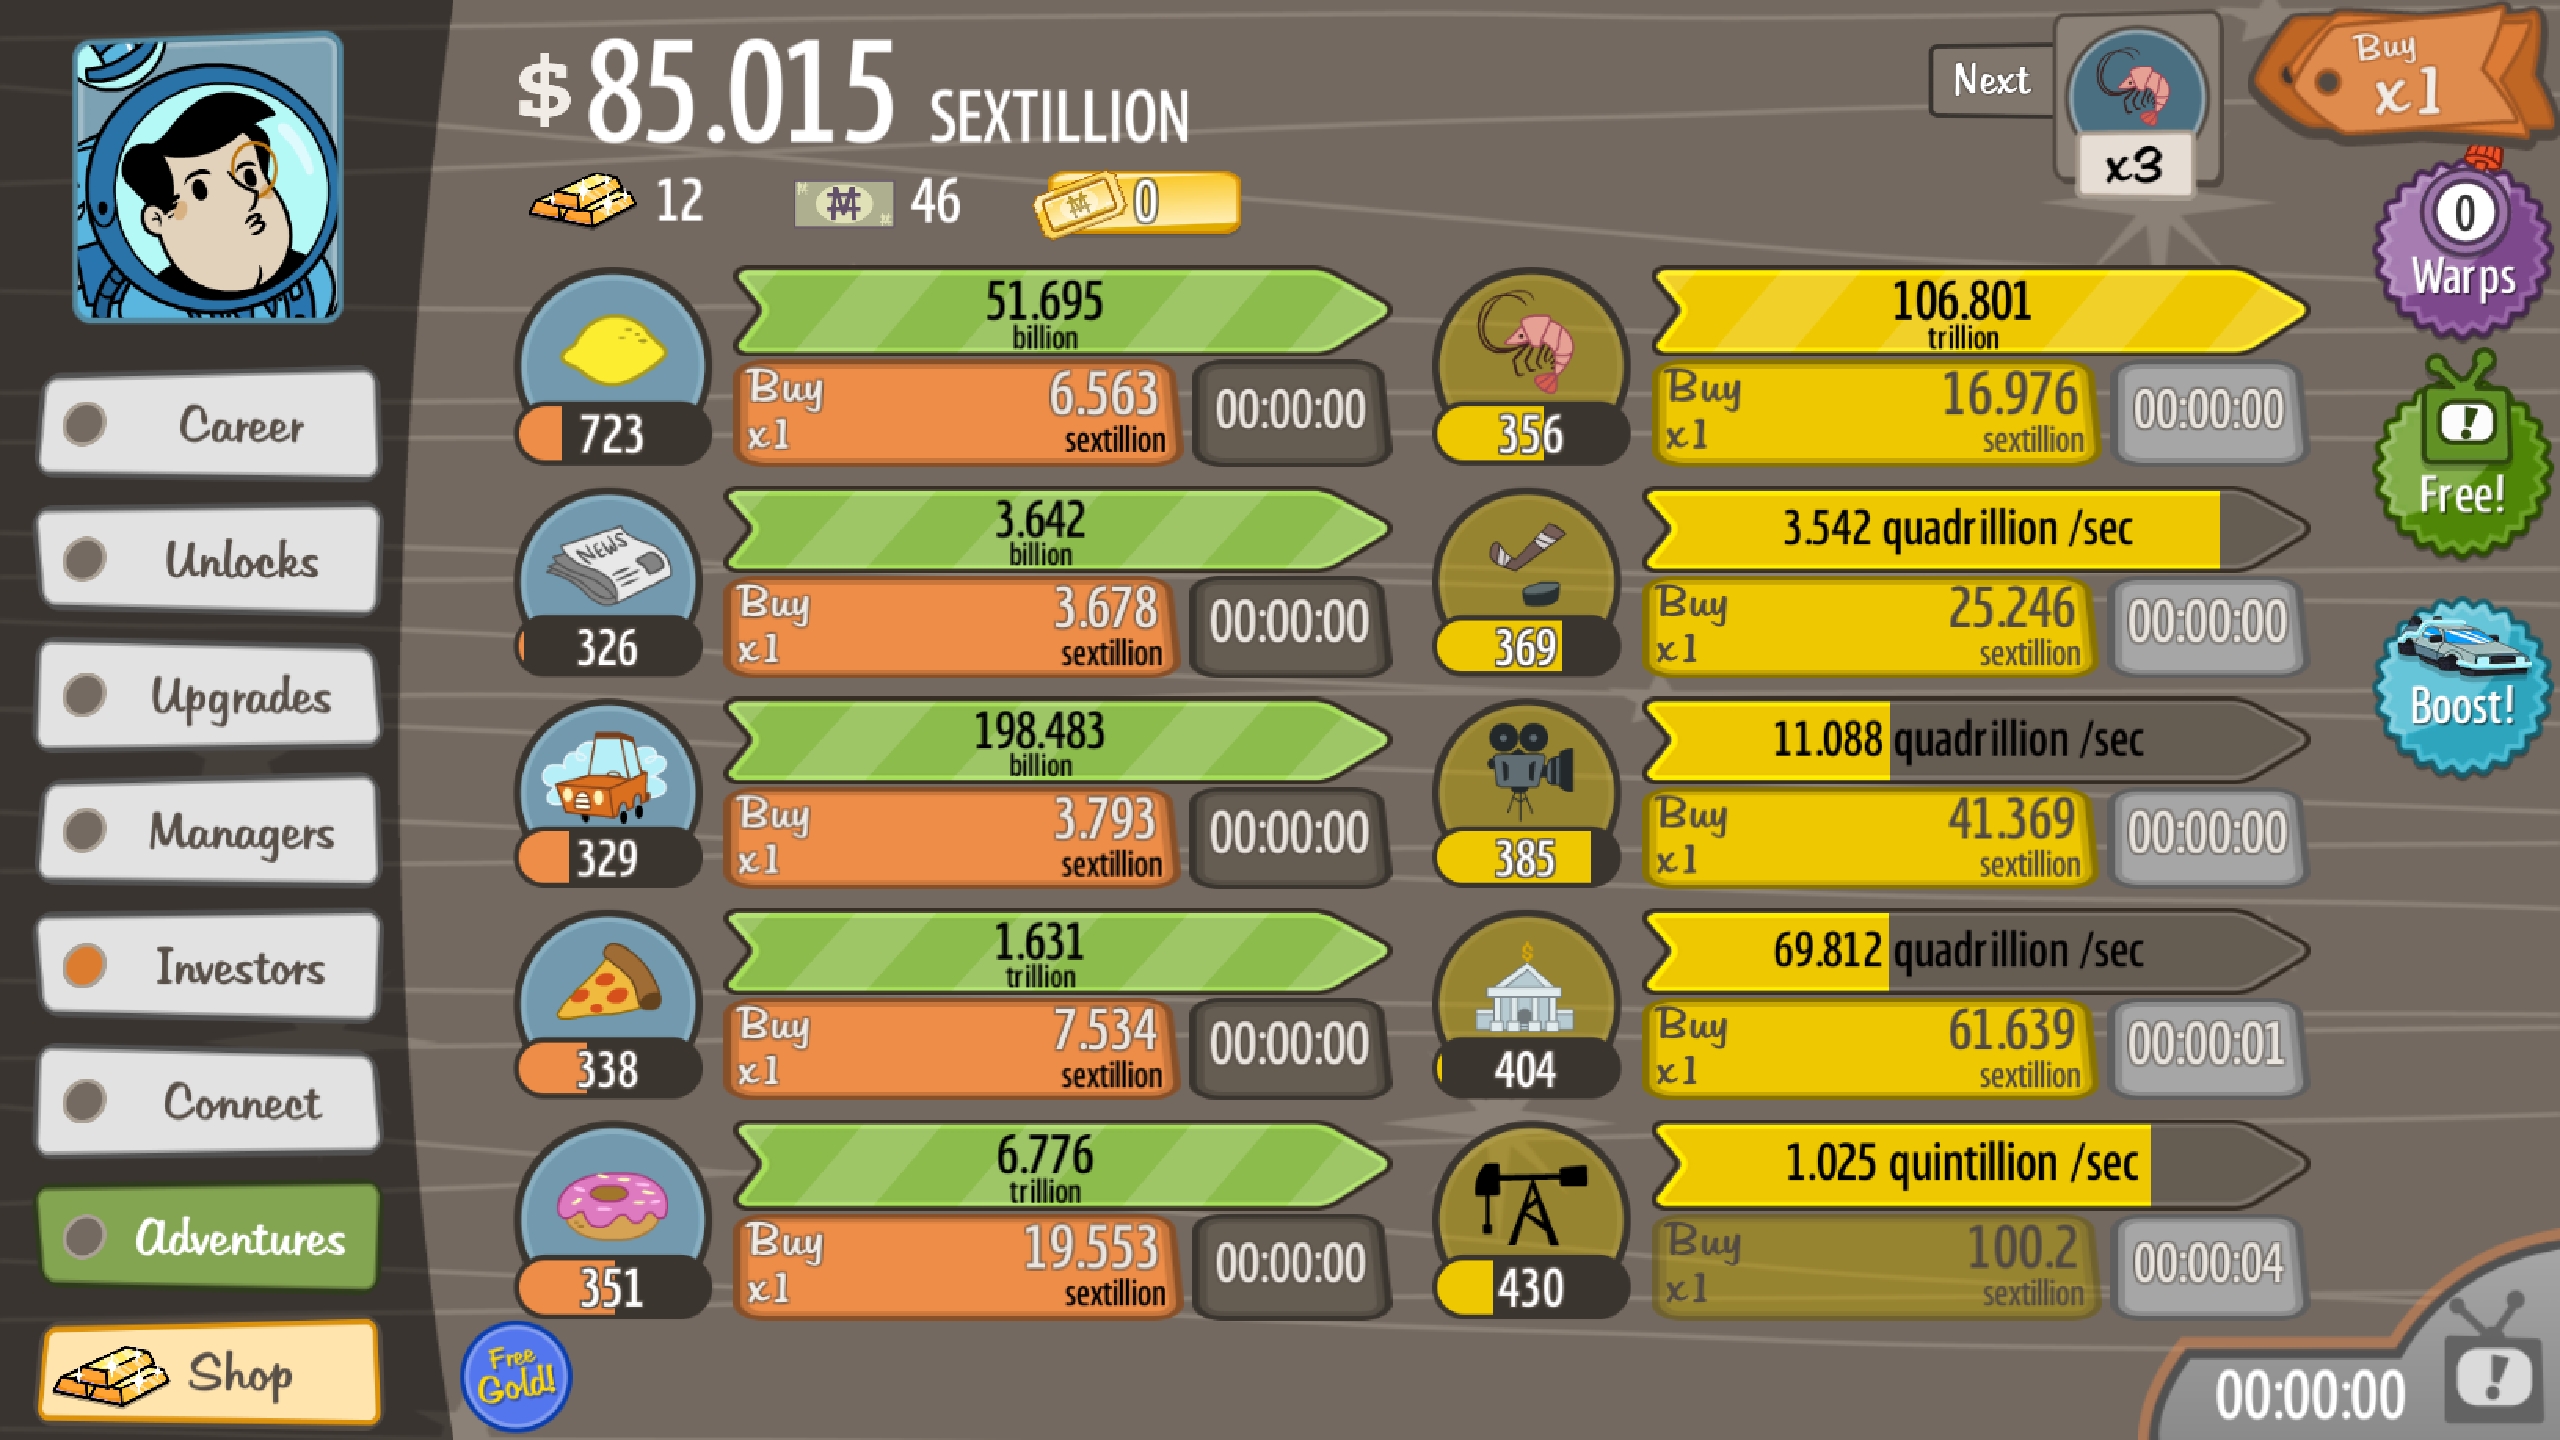 $85.015 SEXTILLION
12
46
0
Next
x3
Buy
x1
0
Warps
Free!
Boost!
Career
Unlocks
Upgrades
Managers
Investors
Connect
Adventures
Shop
51.695
billion
723
Buy
x1
6.563
sextillion
00:00:00
NEWS
3.642
billion
326
Buy
x1
3.678
sextillion
00:00:00
198.483
billion
329
Buy
x1
3.793
sextillion
00:00:00
1.631
trillion
338
Buy
x1
7.534
sextillion
00:00:00
6.776
trillion
351
Buy
x1
19.553
sextillion
00:00:00
106.801
trillion
356
Buy
x1
16.976
sextillion
00:00:00
3.542 quadrillion /sec
369
Buy
x1
25.246
sextillion
00:00:00
11.088 quadrillion /sec
385
Buy
x1
41.369
sextillion
00:00:00
69.812 quadrillion /sec
404
Buy
x1
61.639
sextillion
00:00:01
1.025 quintillion /sec
430
Buy
x1
100.2
sextillion
00:00:04
Free
Gold!
00:00:00
!